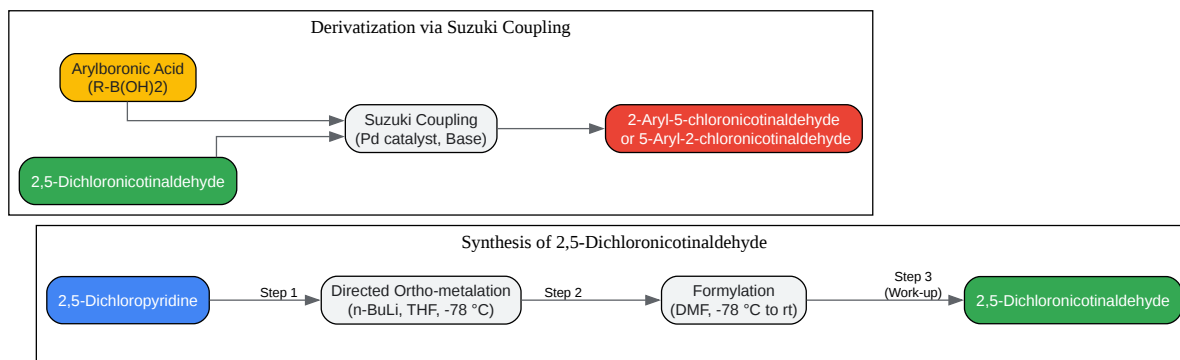 Derivatization via Suzuki Coupling
Arylboronic Acid
(R-B(OH)2)
Suzuki Coupling
(Pd catalyst, Base)
2-Aryl-5-chloronicotinaldehyde
or 5-Aryl-2-chloronicotinaldehyde
2,5-Dichloronicotinaldehyde
Synthesis of 2,5-Dichloronicotinaldehyde
2,5-Dichloropyridine
Step 1
Directed Ortho-metalation
(n-BuLi, THF, -78 °C)
Step 2
Formylation
(DMF, -78 °C to rt)
Step 3
(Work-up)
2,5-Dichloronicotinaldehyde